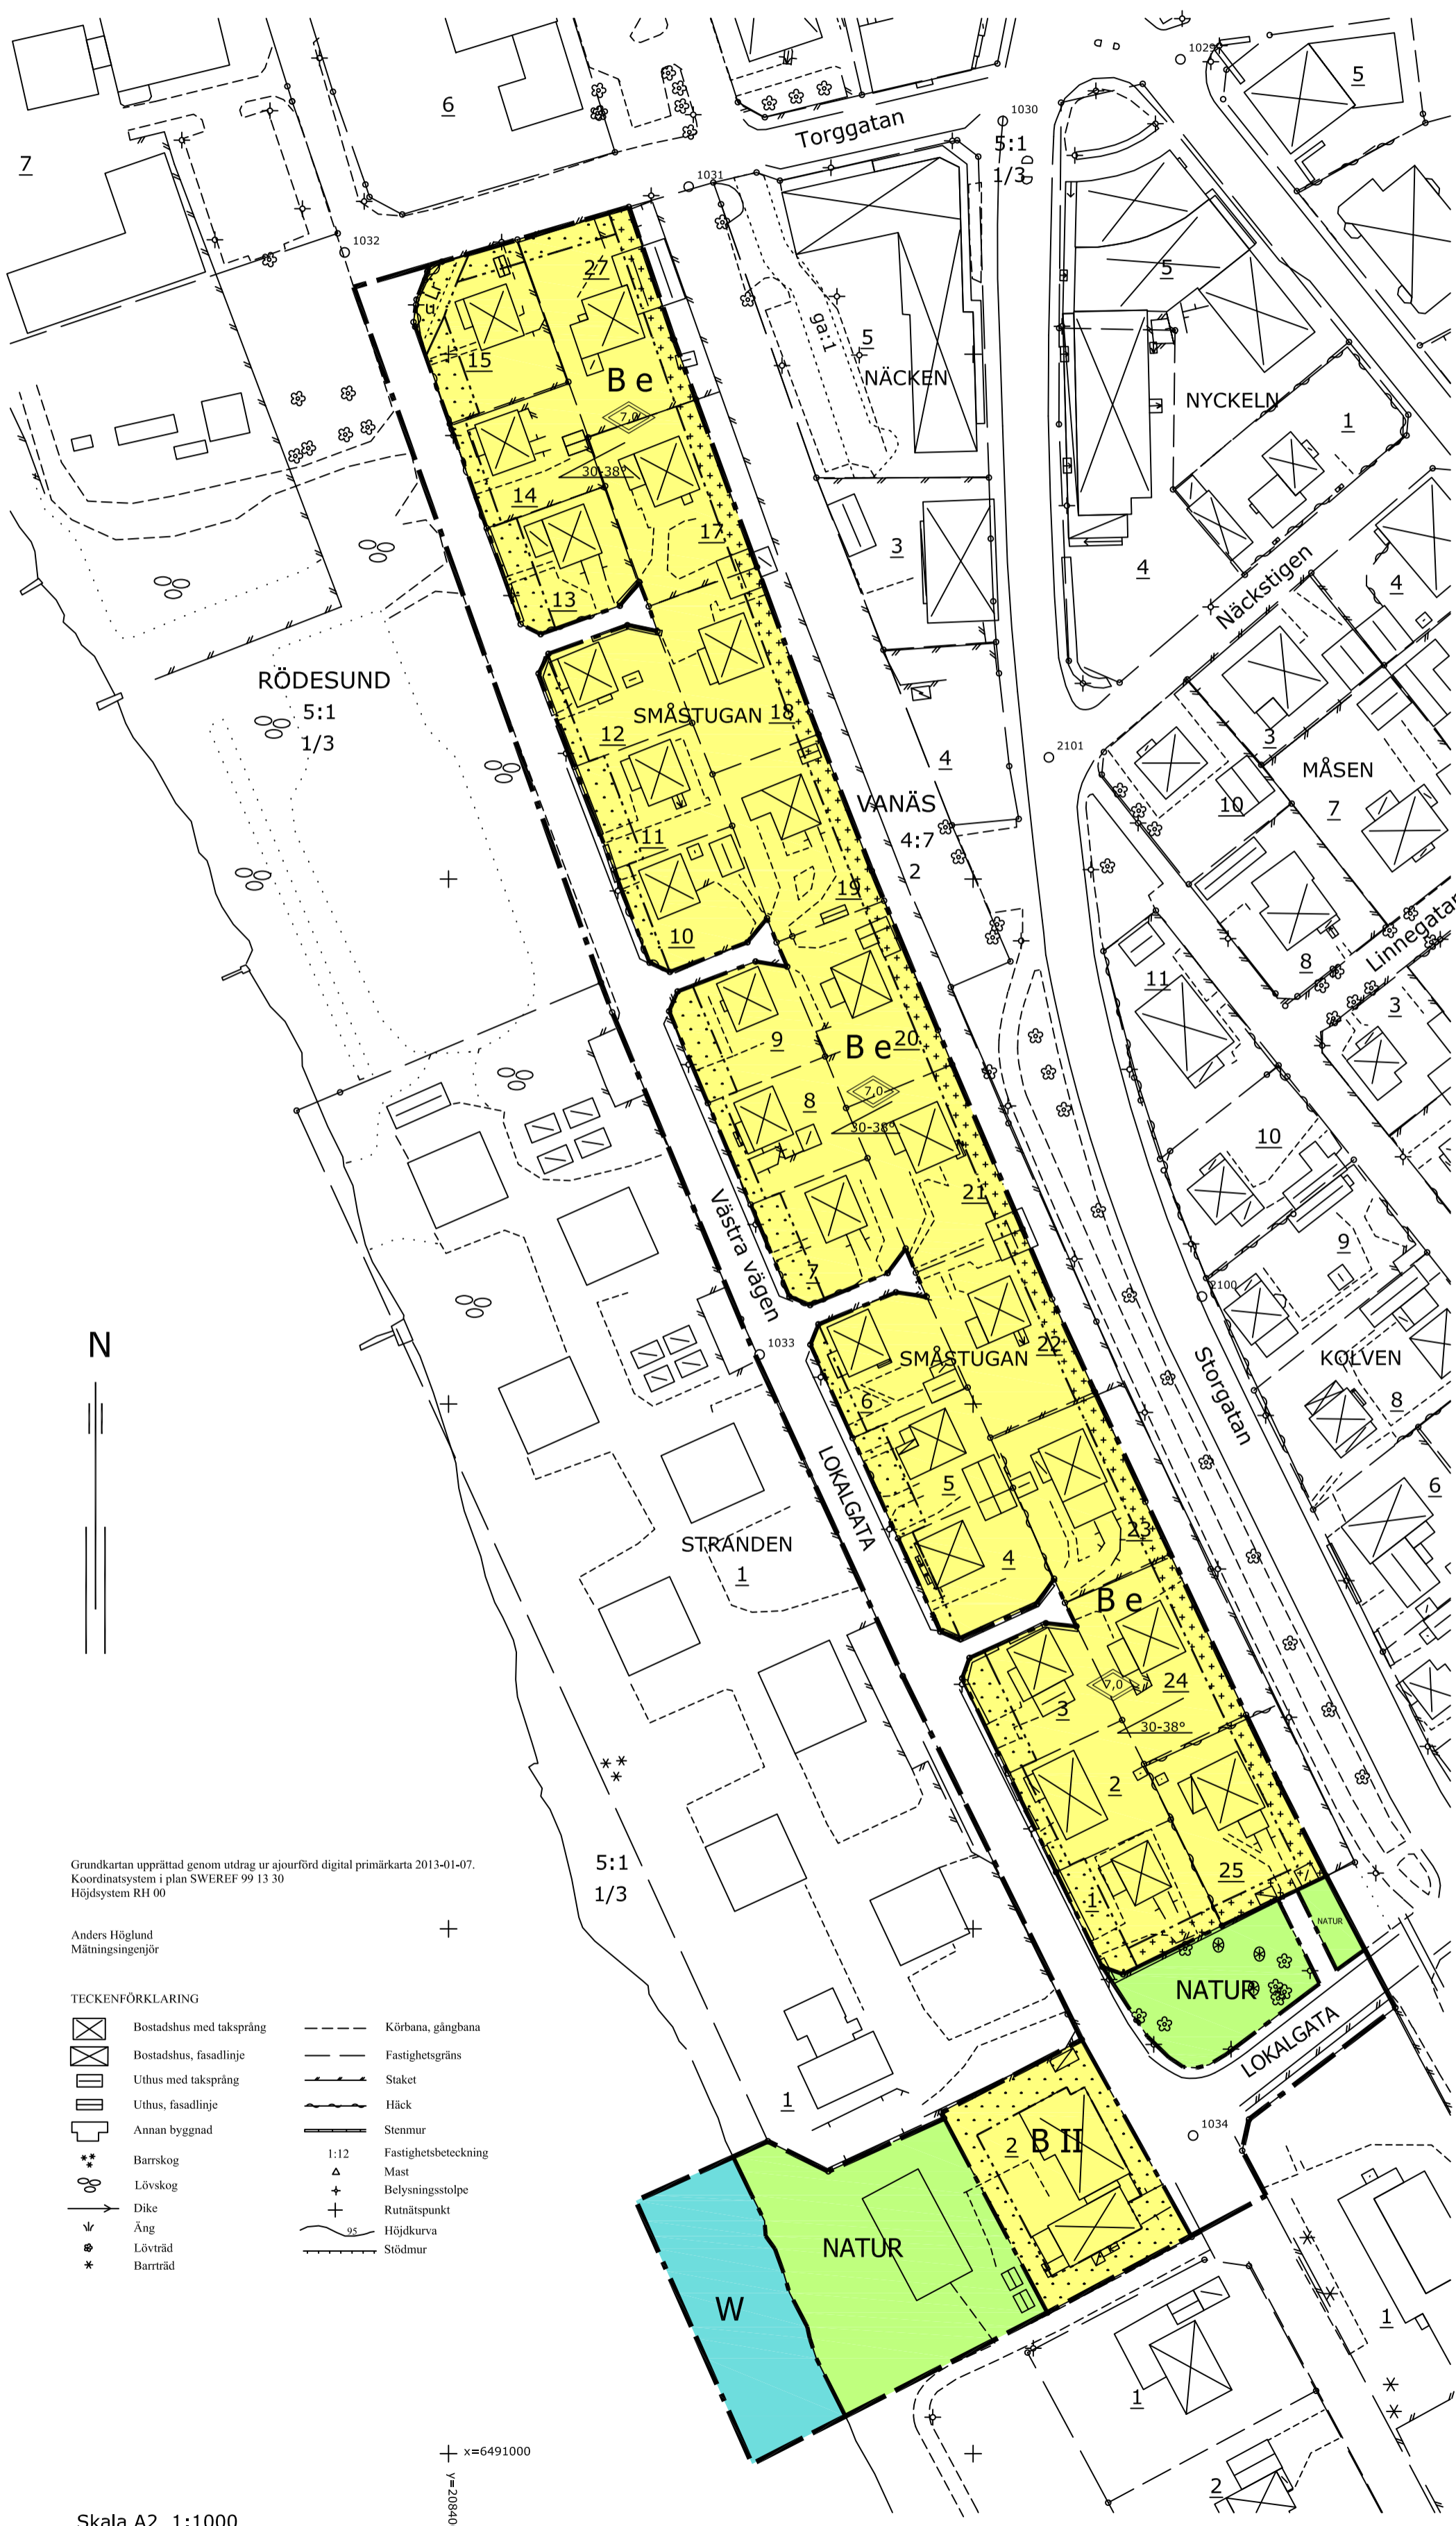 5
1029
6
Torggatan
1030
5:1
1/3
7
1031
1032
27
5
u
ga:1
5
15
NÄCKEN
B e
NYCKELN
1
7,0
30-38°
14
17
3
4
Näckstigen
4
13
RÖDESUND
5:1
1/3
SMÅSTUGAN
18
12
3
2101
4
MÅSEN
10
7
VANÄS
4:7
2
11
19
10
8
Linnegatan
11
3
9
B e
20
8
7,0
30-38°
10
21
Västra vägen
7
9
2100
N
1033
22
SMÅSTUGAN
Storgatan
KOLVEN
8
6
LOKALGATA
5
6
STRANDEN
1
4
23
B e
24
7,0
3
30-38°
2
Grundkartan upprättad genom utdrag ur ajourförd digital primärkarta 2013-01-07.
Koordinatsystem i plan SWEREF 99 13 30
Höjdsystem RH 00
5:1
1/3
25
1
NATUR
Anders Höglund
Mätningsingenjör
NATUR
TECKENFÖRKLARING
Bostadshus med taksprång
Körbana, gångbana
Bostadshus, fasadlinje
Fastighetsgräns
Uthus med taksprång
Staket
Uthus, fasadlinje
Häck
Annan byggnad
Stenmur
Barrskog
1:12
Fastighetsbeteckning
Mast
Lövskog
Belysningsstolpe
Dike
Rutnätspunkt
Äng
95
Höjdkurva
Lövträd
Stödmur
Barrträd
LOKALGATA
1
1034
2
B II
NATUR
W
1
1
2
x=6491000
y=20840
Skala A2 1:1000